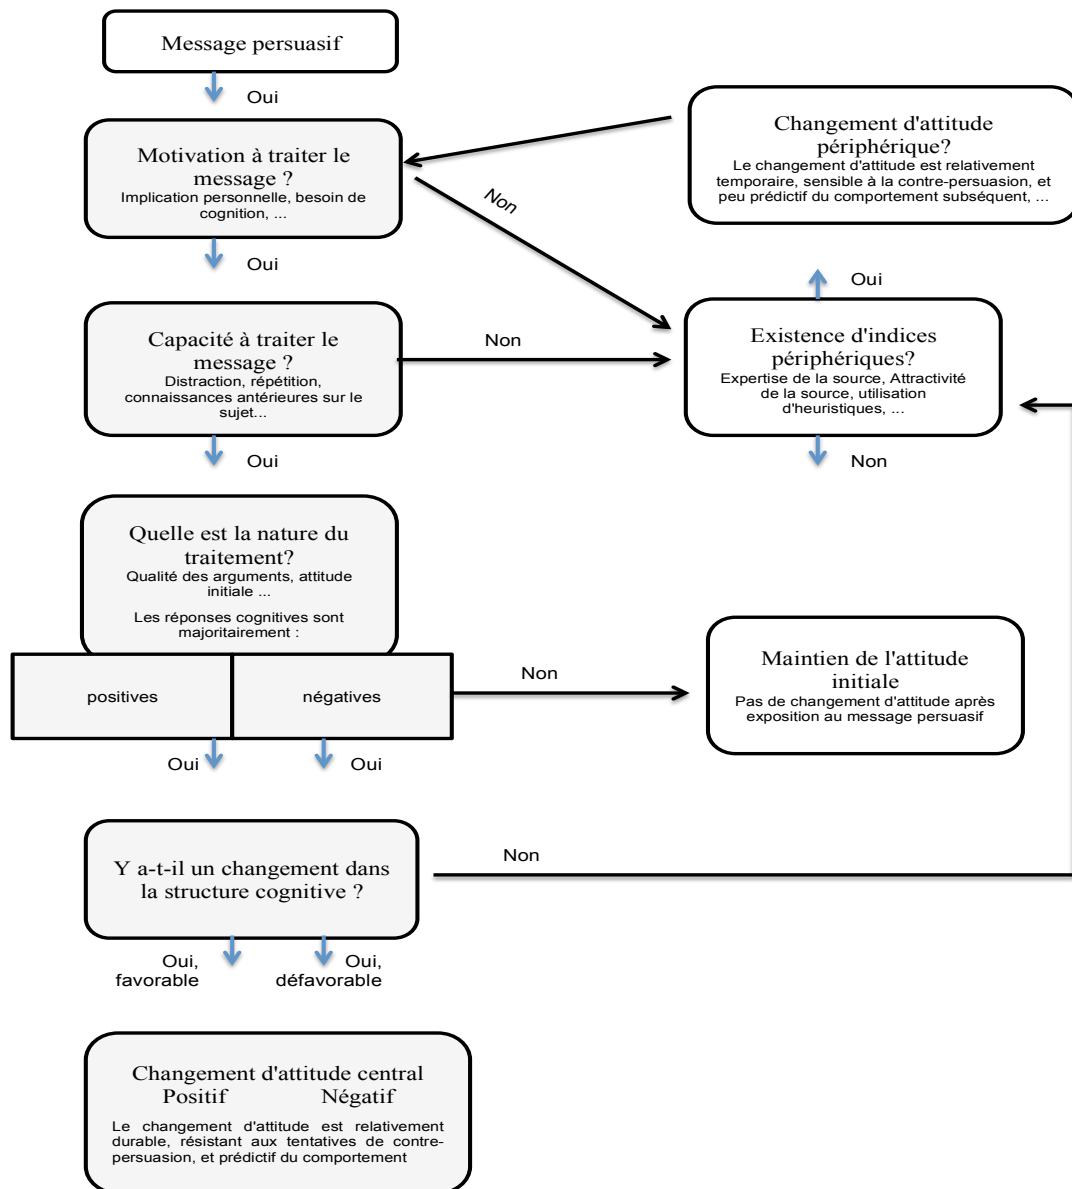 Message persuasif
Oui
Motivation à traiter le
message ?
Implication personnelle, besoin de
cognition, ...
Non
Oui
Changement d'attitude
périphérique?
Le changement d'attitude est relativement
temporaire, sensible à la contre-persuasion, et
peu prédictif du comportement subséquent, ...
Oui
Capacité à traiter le
message ?
Distraction, répétition,
connaissances antérieures sur le
sujet...
Non
Oui
Existence d'indices
périphériques?
Expertise de la source, Attractivité
de la source, utilisation
d'heuristiques, ...
Non
Quelle est la nature du
traitement?
Qualité des arguments, attitude
initiale ...
Les réponses cognitives sont
majoritairement :
positives
négatives
Non
Oui
Oui
Maintien de l'attitude
initiale
Pas de changement d'attitude après
exposition au message persuasif
Y a-t-il un changement dans
la structure cognitive ?
Non
Oui,
favorable
Oui,
défavorable
Changement d'attitude central
Positif Négatif
Le changement d'attitude est relativement
durable, résistant aux tentatives de contre-
persuasion, et prédictif du comportement